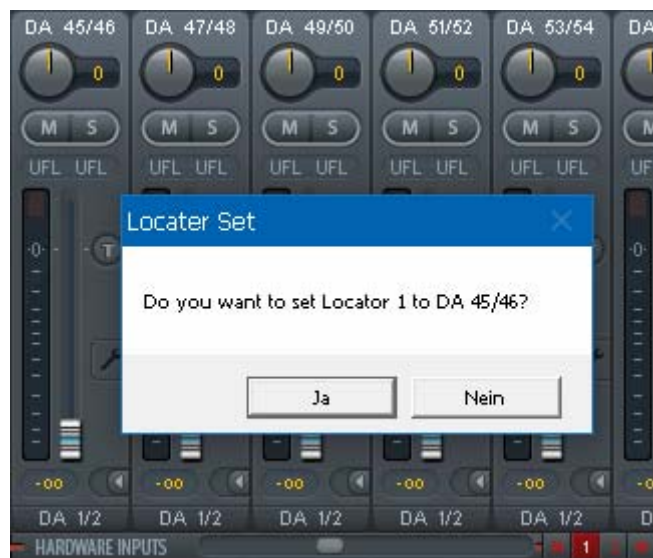 DA 45/46 DA 47/48 DA 49/50 DA 51/52 DA 53/54 DA
0 0 0 0 0
M S M S M S M S M S M
UFL UFL UFL UFL UFL UFL UFL UFL UFL UFL UF
Locater Set
-0- T -0-
Do you want to set Locator 1 to DA 45/46?
Ja Nein
-oo -oo -oo -oo -oo -o
DA 1/2 DA 1/2 DA 1/2 DA 1/2 DA 1/2 D
HARDWARE INPUTS 1